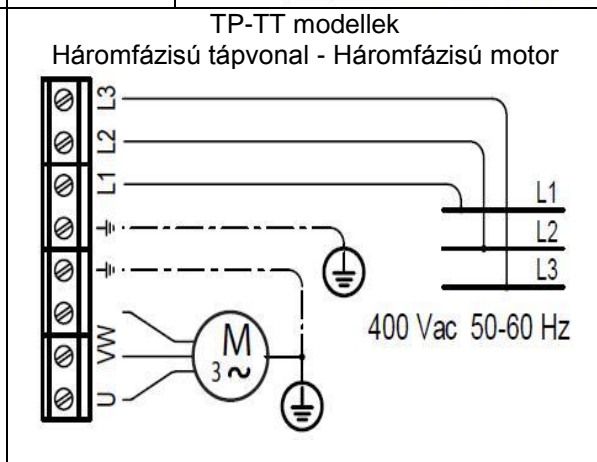 TP-TT modellek
Háromfázisú tápvonal - Háromfázisú motor
L3
L2
L1
L1
L2
L3
400 Vac 50-60 Hz
VW
U
M
3~